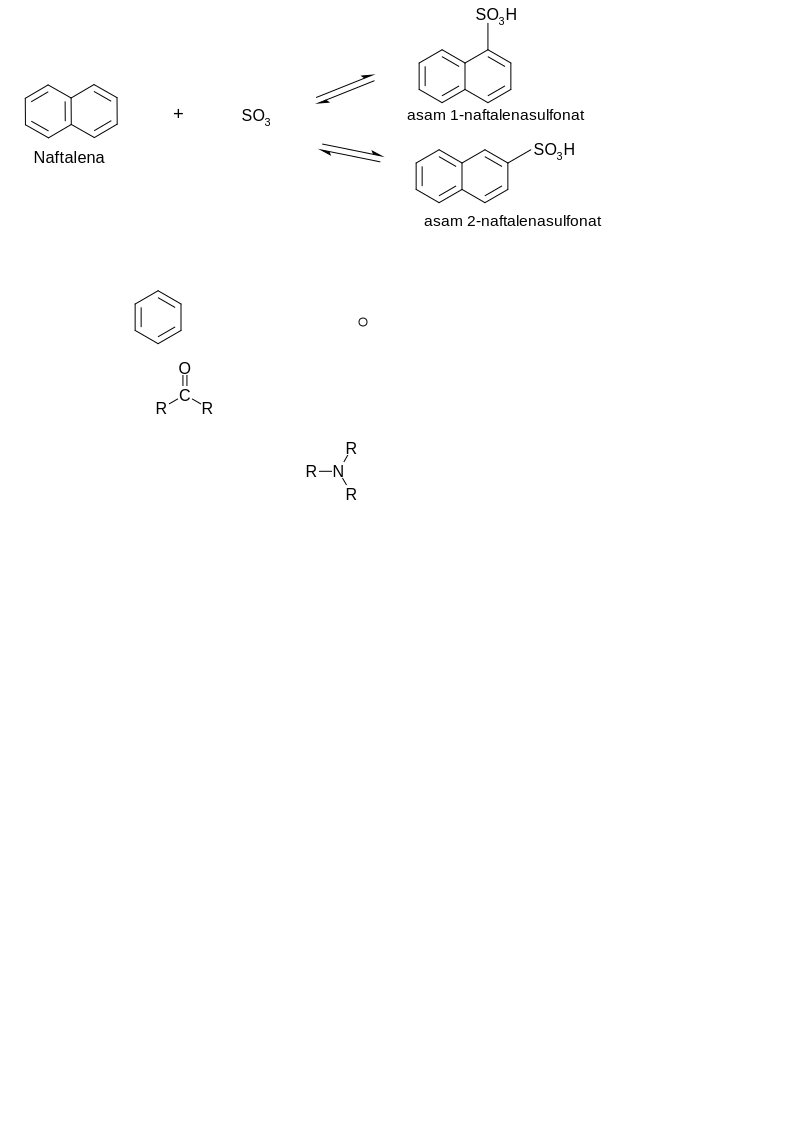 SO3H
+
SO3
asam 1-naftalenasulfonat
SO3H
Naftalena
asam 2-naftalenasulfonat
O
C
R
R
R
R
N
R